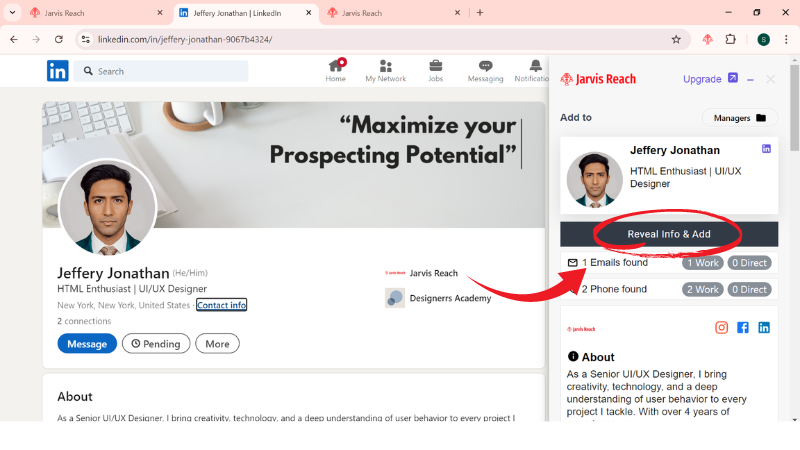 Jarvis Reach
Jeffery Jonathan | LinkedIn
Jarvis Reach
linkedin.com/in/jeffery-jonathan-9067b4324/
S
in
Search
Home
My Network
Jobs
Messaging
Notificatio
“Maximize your
Prospecting Potential”
Jeffery Jonathan (He/Him)
HTML Enthusiast | UI/UX Designer
New York, New York, United States · Contact info
2 connections
Message
Pending
More
Jarvis Reach
Jarvis Reach
Designerrs Academy
About
As a Senior UI/UX Designer, I bring creativity, technology, and a deep understanding of user behavior to every project I
Jarvis Reach
Upgrade
Add to
Managers
Jeffery Jonathan
in
HTML Enthusiast | UI/UX
Designer
Reveal Info & Add
1 Emails found
1 Work
0 Direct
2 Phone found
2 Work
0 Direct
Jarvis Reach
in
About
As a Senior UI/UX Designer, I bring
creativity, technology, and a deep
understanding of user behavior to every
project I tackle. With over 4 years of